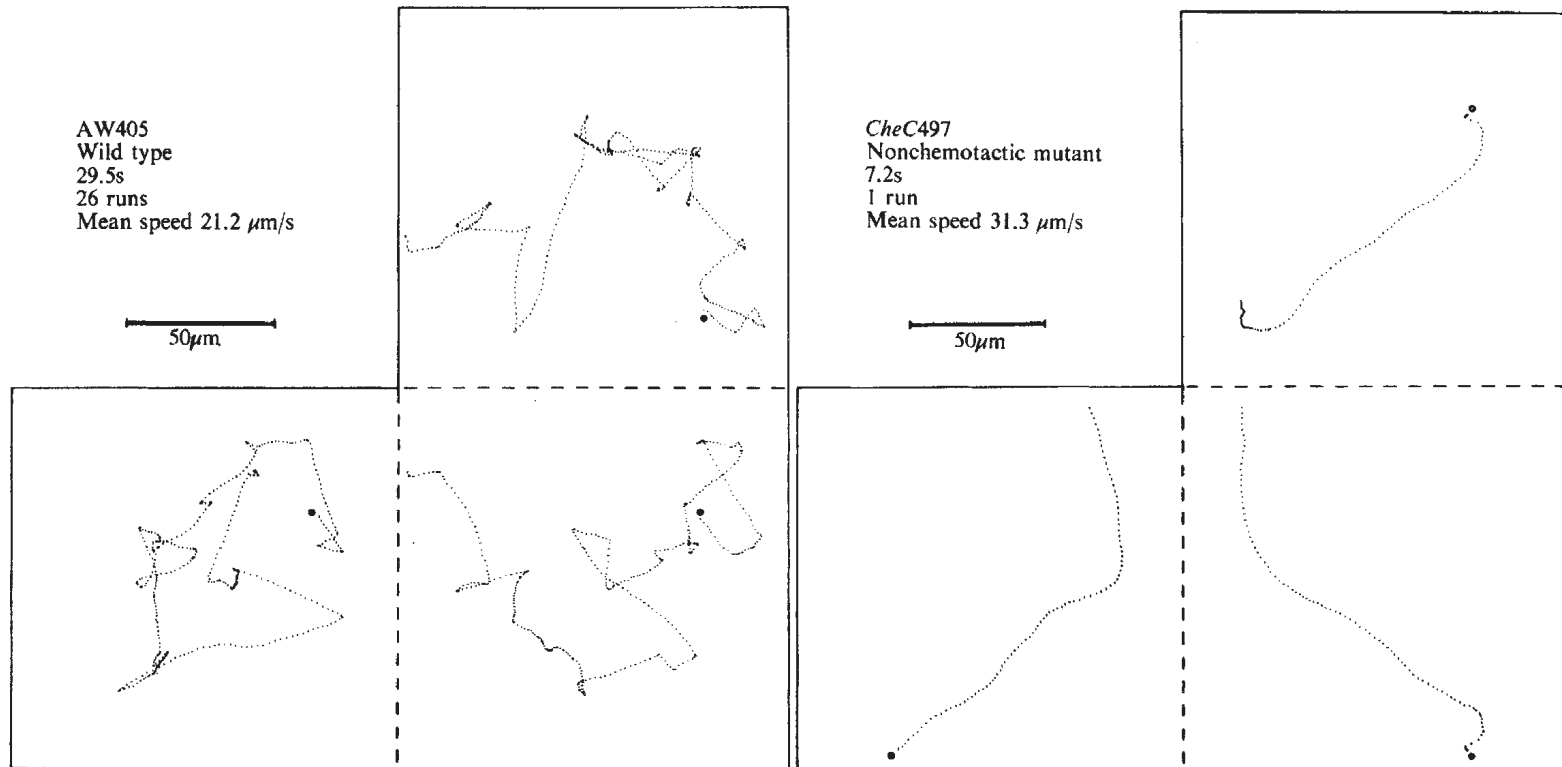 AW405
Wild type
29.5s
26 runs
Mean speed 21.2 μm/s
50μm
CheC497
Nonchemotactic mutant
7.2s
1 run
Mean speed 31.3 μm/s
50μm